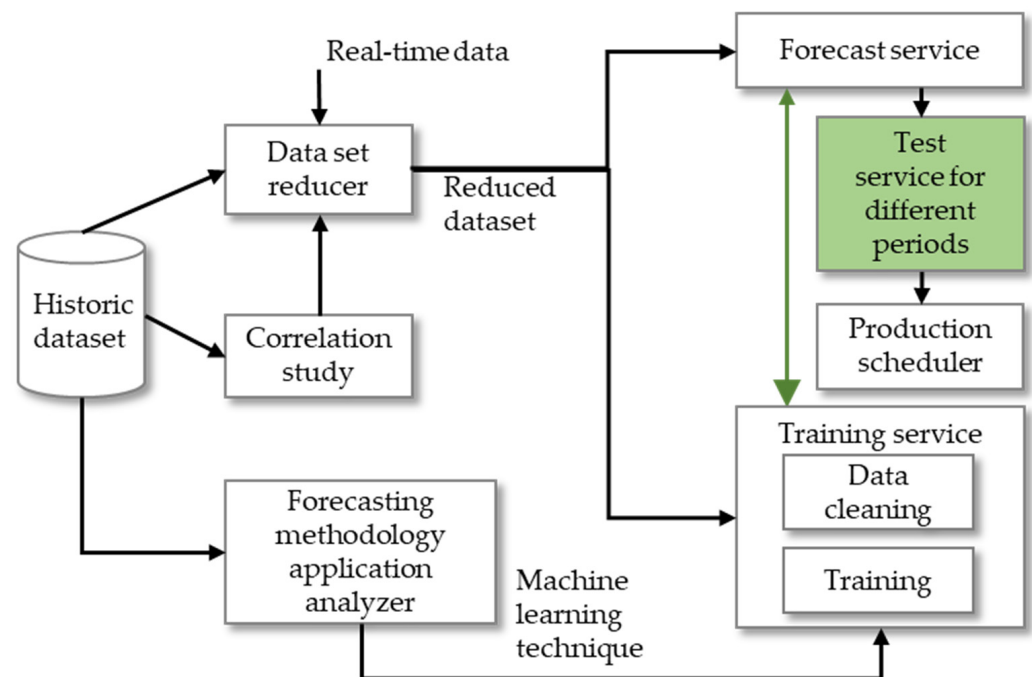 Real-time data
Forecast service
Data set
reducer
Reduced
dataset
Test
service for
different
periods
Historic
dataset
Correlation
study
Production
scheduler
Training service
Data
cleaning
Training
Forecasting
methodology
application
analyzer
Machine
learning
technique